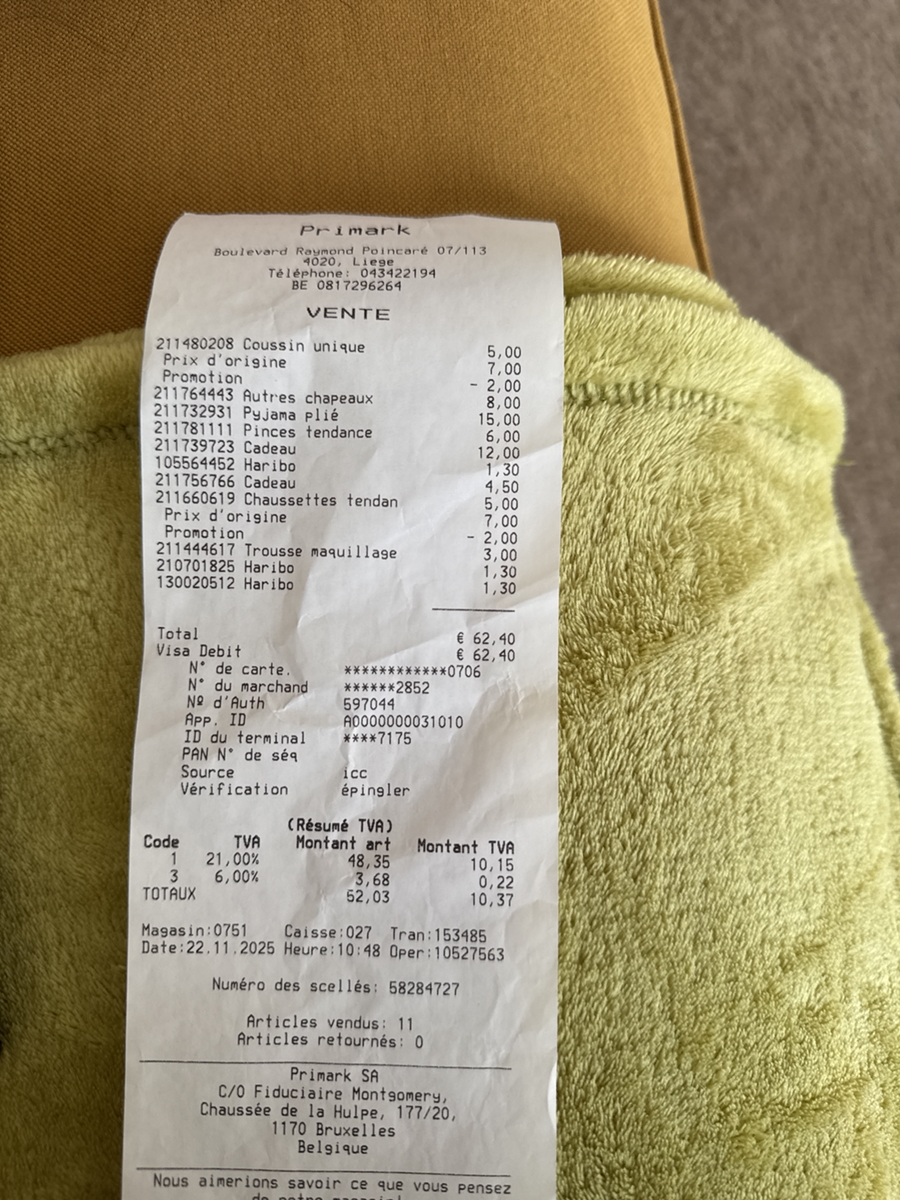 Primark
Boulevard Raymond Poincaré 07/113
4020, Liege
Téléphone: 043422194
BE 0817296264
VENTE
211480208 Coussin unique 5,00
Prix d'origine 7,00
Promotion - 2,00
211764443 Autres chapeaux 8,00
211732931 Pyjama plié 15,00
211781111 Pinces tendance 6,00
211739723 Cadeau 12,00
105564452 Haribo 1,30
211756766 Cadeau 4,50
211660619 Chaussettes tendan 5,00
Prix d'origine 7,00
Promotion - 2,00
211444617 Trousse maquillage 3,00
210701825 Haribo 1,30
130020512 Haribo 1,30
Total € 62,40
Visa Debit € 62,40
N° de carte. ************0706
N° du marchand ******2852
Nº d'Auth 597044
App. ID A0000000031010
ID du terminal ****7175
PAN N° de séq
Source icc
Vérification épingler
(Résumé TVA)
Code TVA Montant art Montant TVA
1 21,00% 48,35 10,15
3 6,00% 3,68 0,22
TOTAUX 52,03 10,37
Magasin:0751 Caisse:027 Tran:153485
Date:22.11.2025 Heure:10:48 Oper:10527563
Numéro des scellés: 58284727
Articles vendus: 11
Articles retournés: 0
Primark SA
C/O Fiduciaire Montgomery,
Chaussée de la Hulpe, 177/20,
1170 Bruxelles
Belgique
Nous aimerions savoir ce que vous pensez